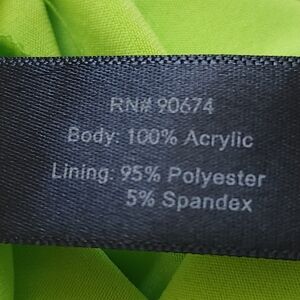 RN# 90674
Body: 100% Acrylic
Lining: 95% Polyester
5% Spandex